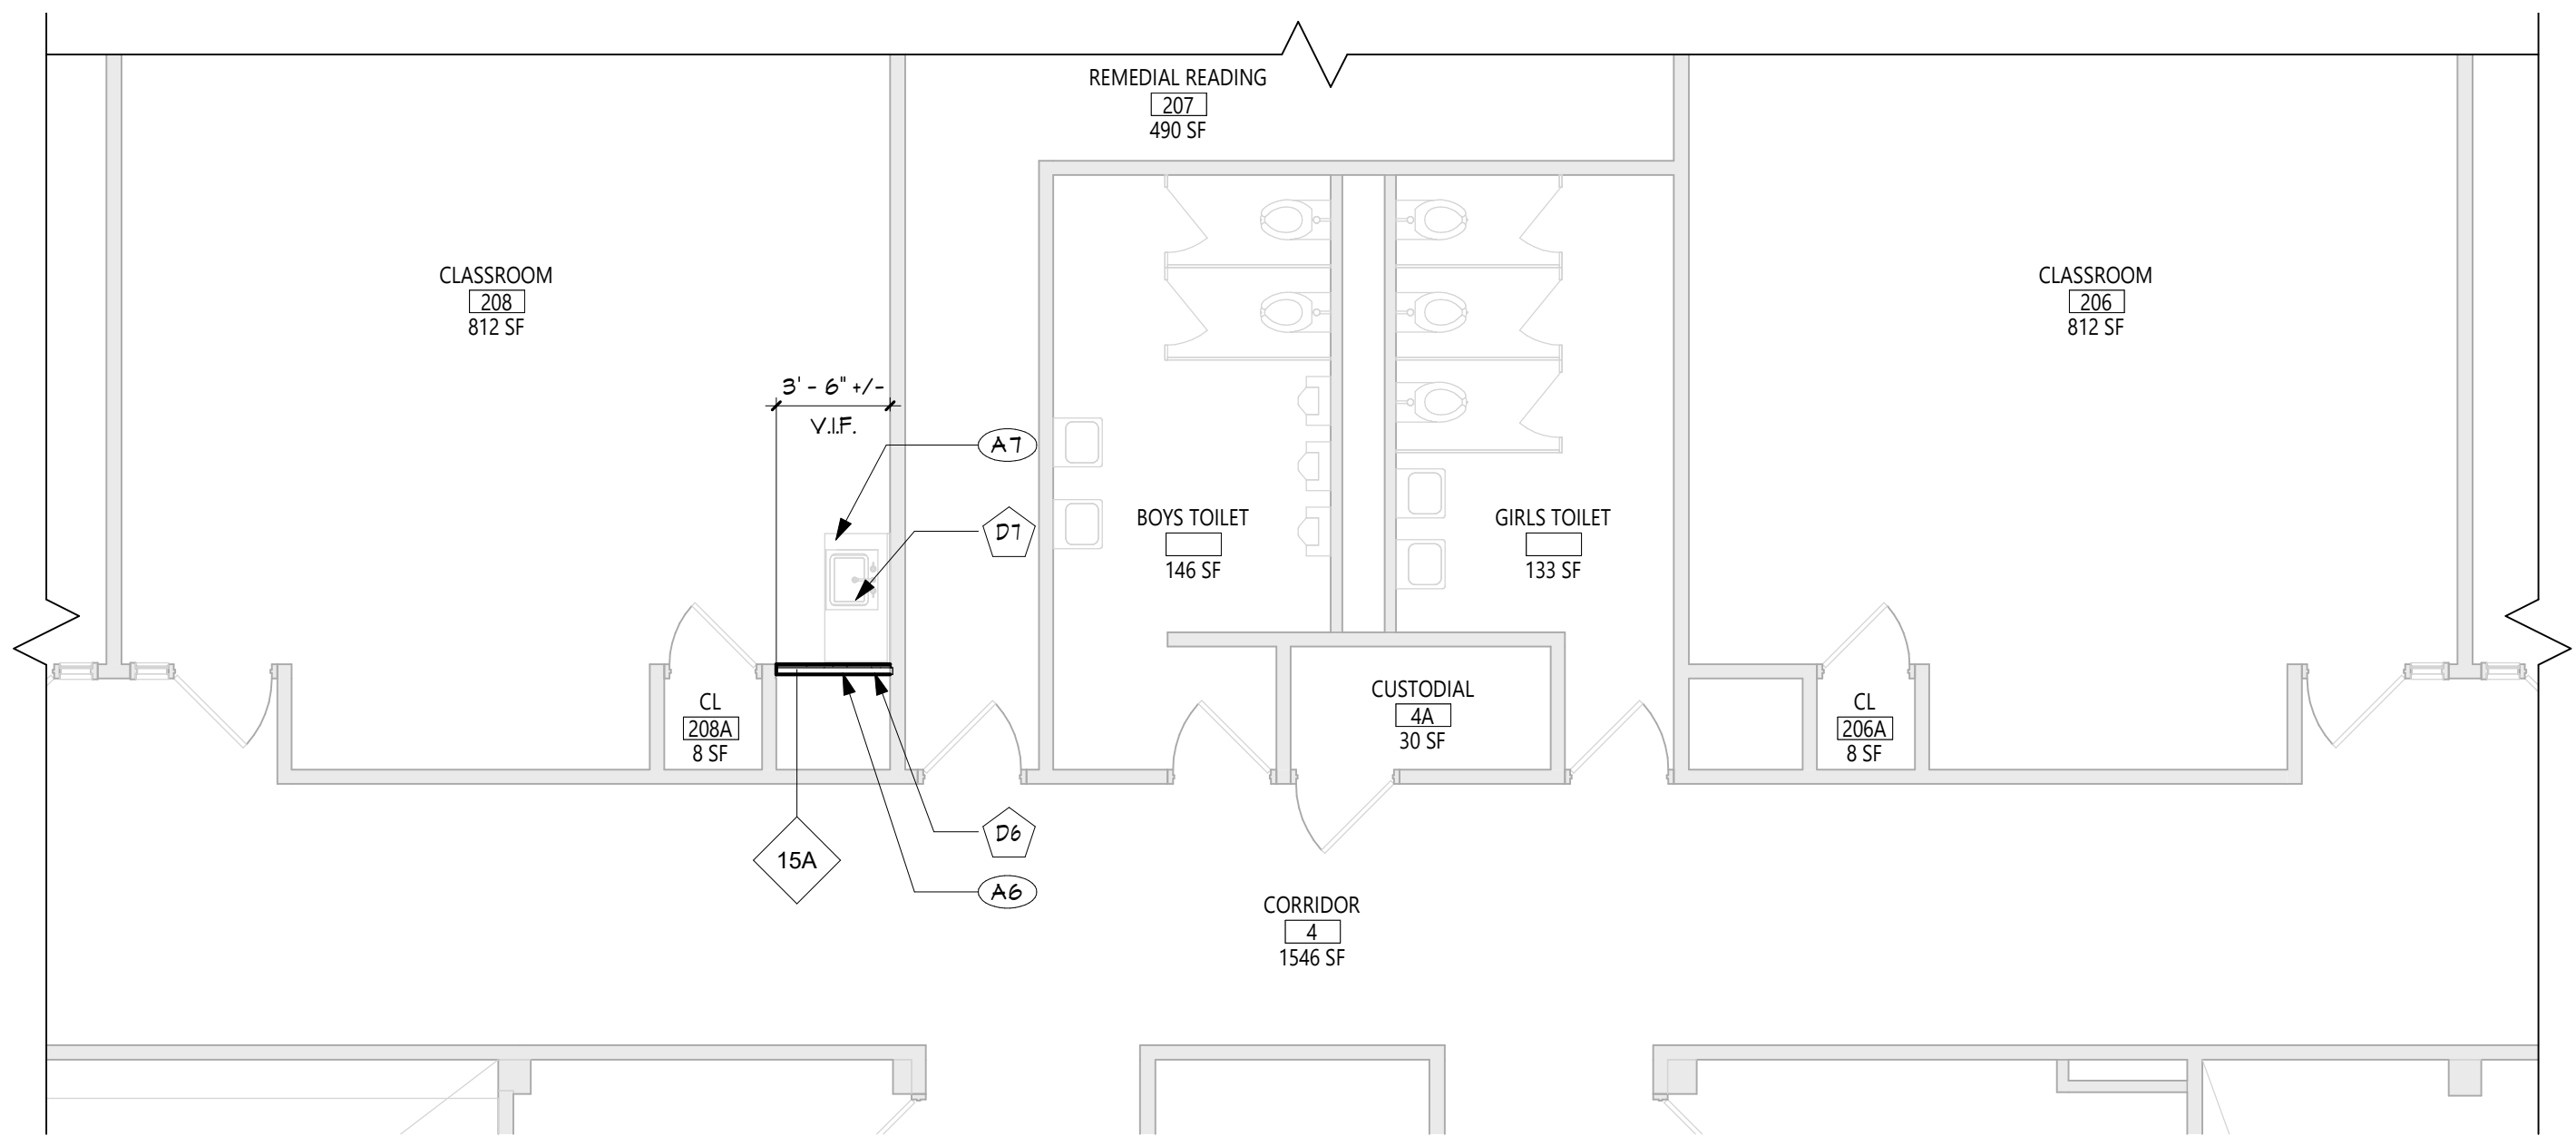 REMEDIAL READING
207
490 SF
CLASSROOM
208
812 SF
CLASSROOM
206
812 SF
3' - 6" +/-
V.I.F.
A7
D7
BOYS TOILET
146 SF
GIRLS TOILET
133 SF
CL
208A
8 SF
CUSTODIAL
4A
30 SF
CL
206A
8 SF
15A
D6
A6
CORRIDOR
4
1546 SF